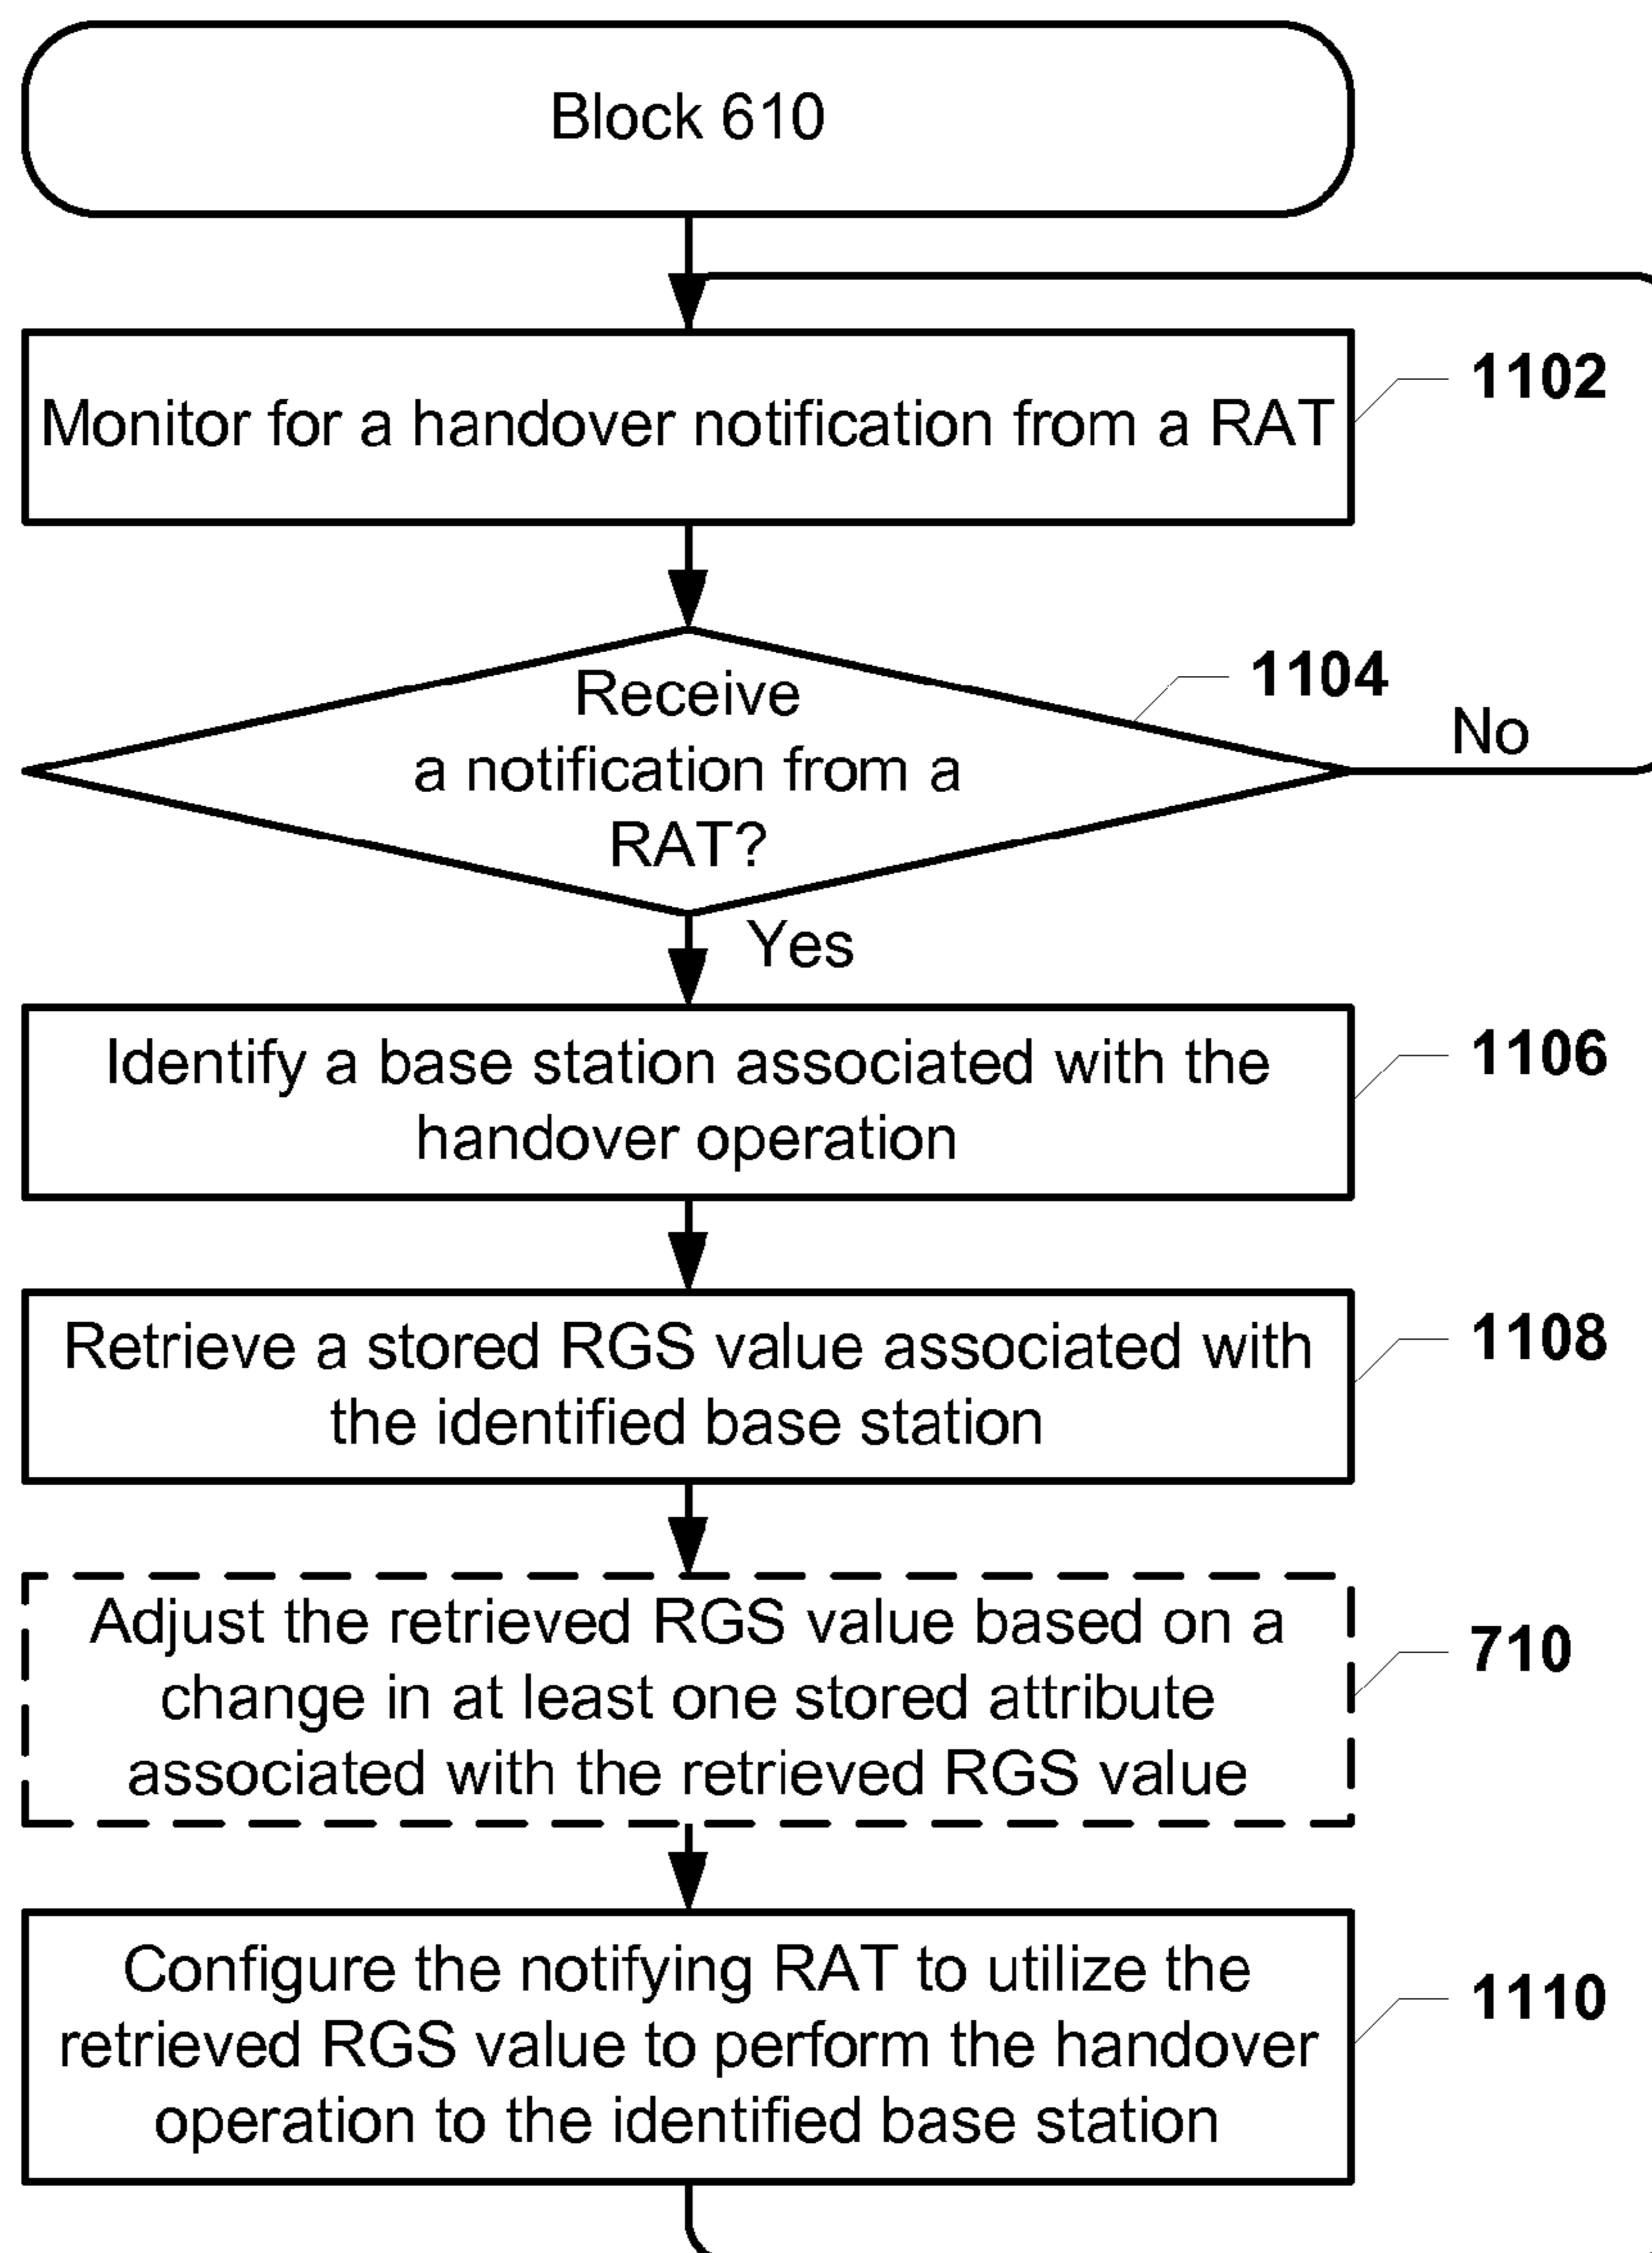 Block 610
Monitor for a handover notification from a RAT
1102
Receive
a notification from a
RAT?
1104
No
Yes
Identify a base station associated with the
handover operation
1106
Retrieve a stored RGS value associated with
the identified base station
1108
Adjust the retrieved RGS value based on a
change in at least one stored attribute
associated with the retrieved RGS value
710
Configure the notifying RAT to utilize the
retrieved RGS value to perform the handover
operation to the identified base station
1110